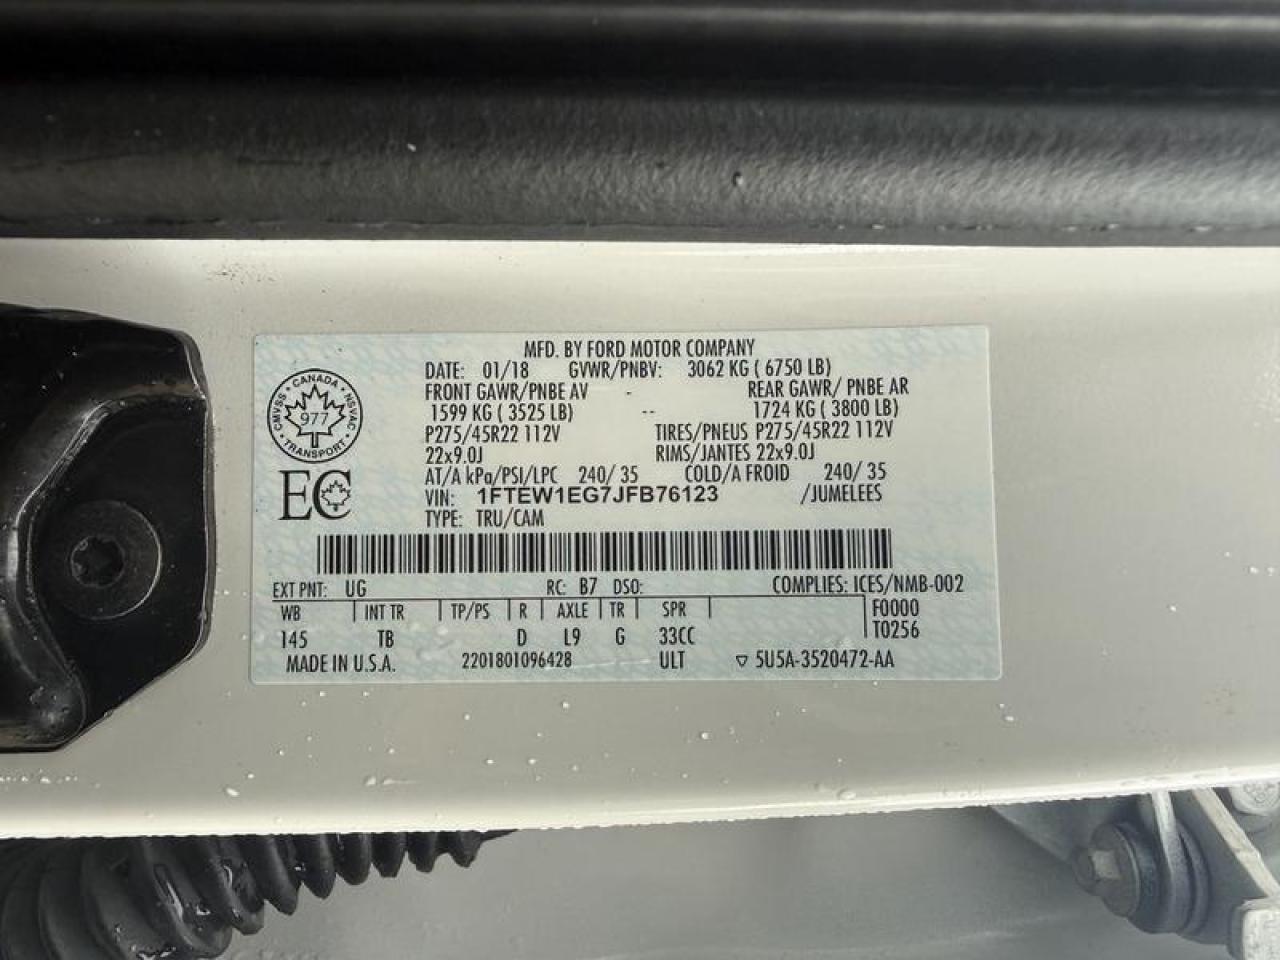 MFD. BY FORD MOTOR COMPANY
DATE: 01/18 GVWR/PNBV: 3062 KG ( 6750 LB)
FRONT GAWR/PNBE AV - REAR GAWR/ PNBE AR
1599 KG ( 3525 LB) -- 1724 KG ( 3800 LB)
P275/45R22 112V TIRES/PNEUS P275/45R22 112V
22x9.0J RIMS/JANTES 22x9.0J
AT/A kPa/PSI/LPC 240/ 35 COLD/A FROID 240/ 35
VIN: 1FTEW1EG7JFB76123 /JUMELEES
TYPE: TRU/CAM
CANADA
CMVSS NSVAC
977
TRANSPORT
EC
EXT PNT: UG RC: B7 DSO: COMPLIES: ICES/NMB-002
WB INT TR TP/PS R AXLE TR SPR F0000
145 TB D L9 G 33CC T0256
MADE IN U.S.A. 2201801096428 ULT 5U5A-3520472-AA